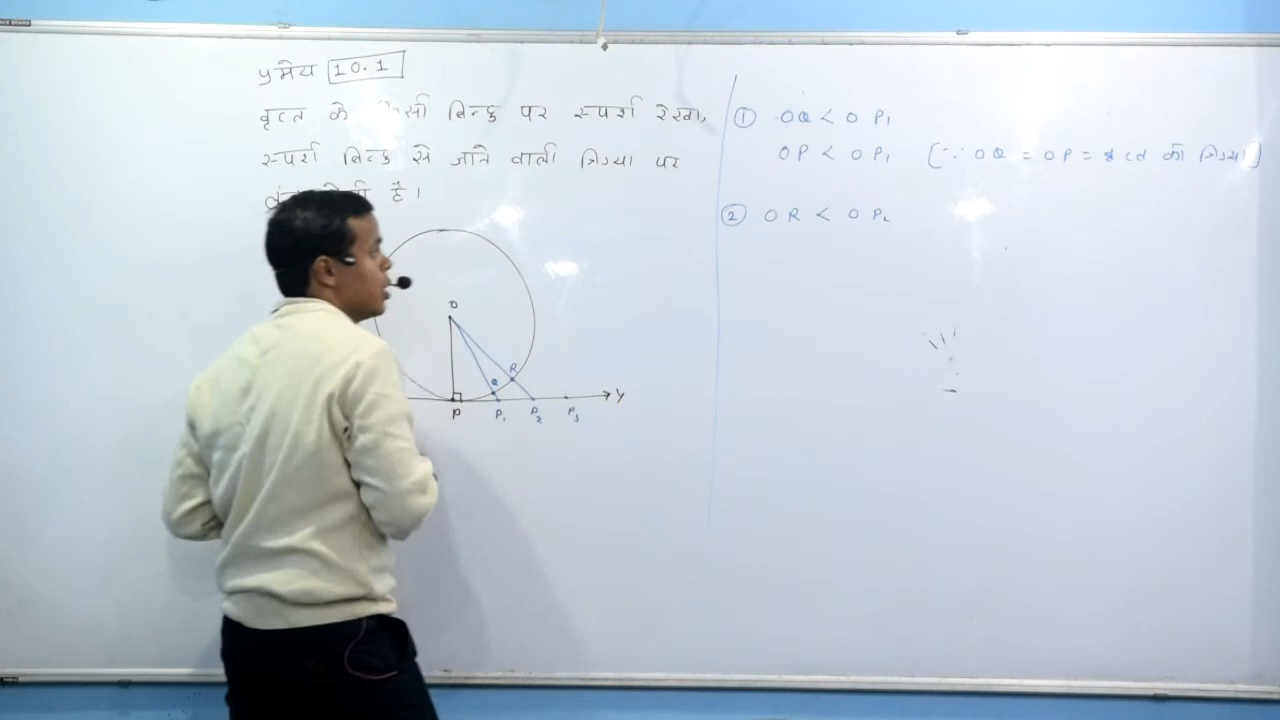 प्रमेय 10.1
वृत्त के बिन्दु पर स्पर्श रेखा,
स्पर्श बिन्दु से जाने वाली त्रिज्या पर
है।
O
R
Q
P P₁ P₂ P₃ Y
① OQ < OP₁
OP < OP₁ [∵ OQ = OP = वृत्त की त्रिज्या]
② OR < OP₂